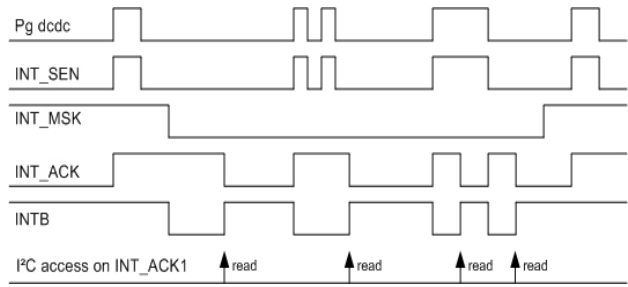 Pg dcdc
INT_SEN
INT_MSK
INT_ACK
INTB
I²C access on INT_ACK1 read read read read